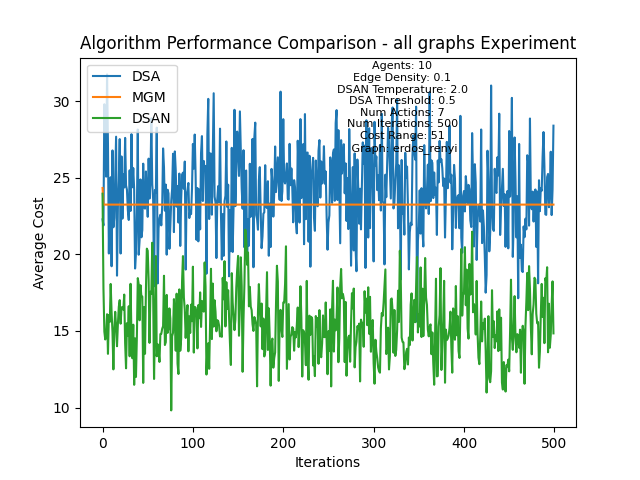 Algorithm Performance Comparison - all graphs Experiment
DSA
MGM
DSAN
Agents: 10
Edge Density: 0.1
DSAN Temperature: 2.0
DSA Threshold: 0.5
Num Actions: 7
Num Iterations: 500
Cost Range: 51
Graph: erdos_renyi
30
25
20
15
10
Average Cost
0
100
200
300
400
500
Iterations